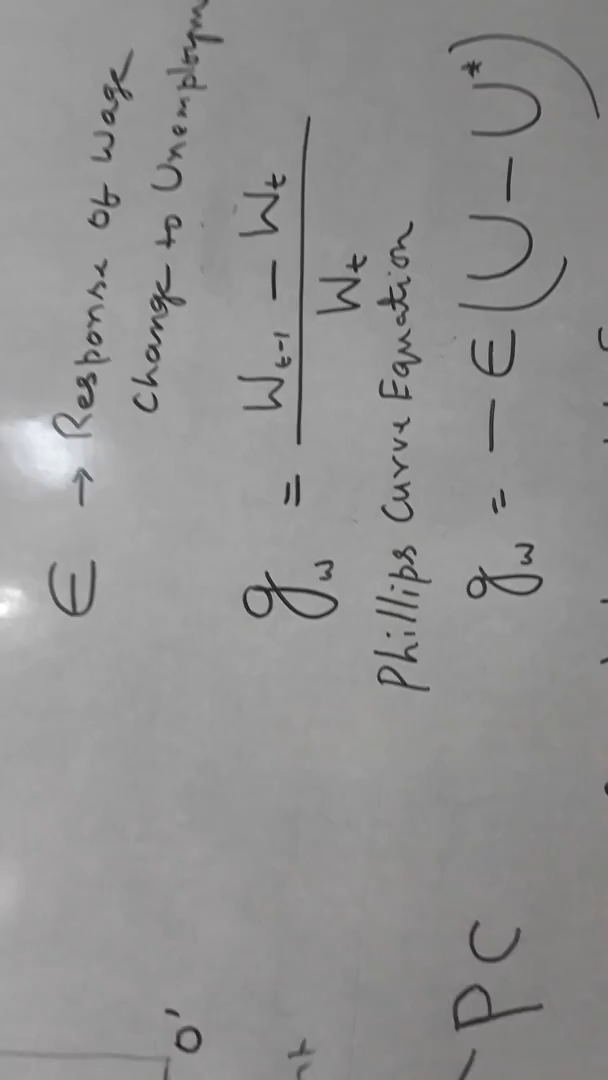 ϵ → Response of Wage
Change to Unemploym
g_w = (W_{t-1} - W_t) / W_t
Phillips Curve Equation
g_w = - ϵ (U - U*)
O'
PC